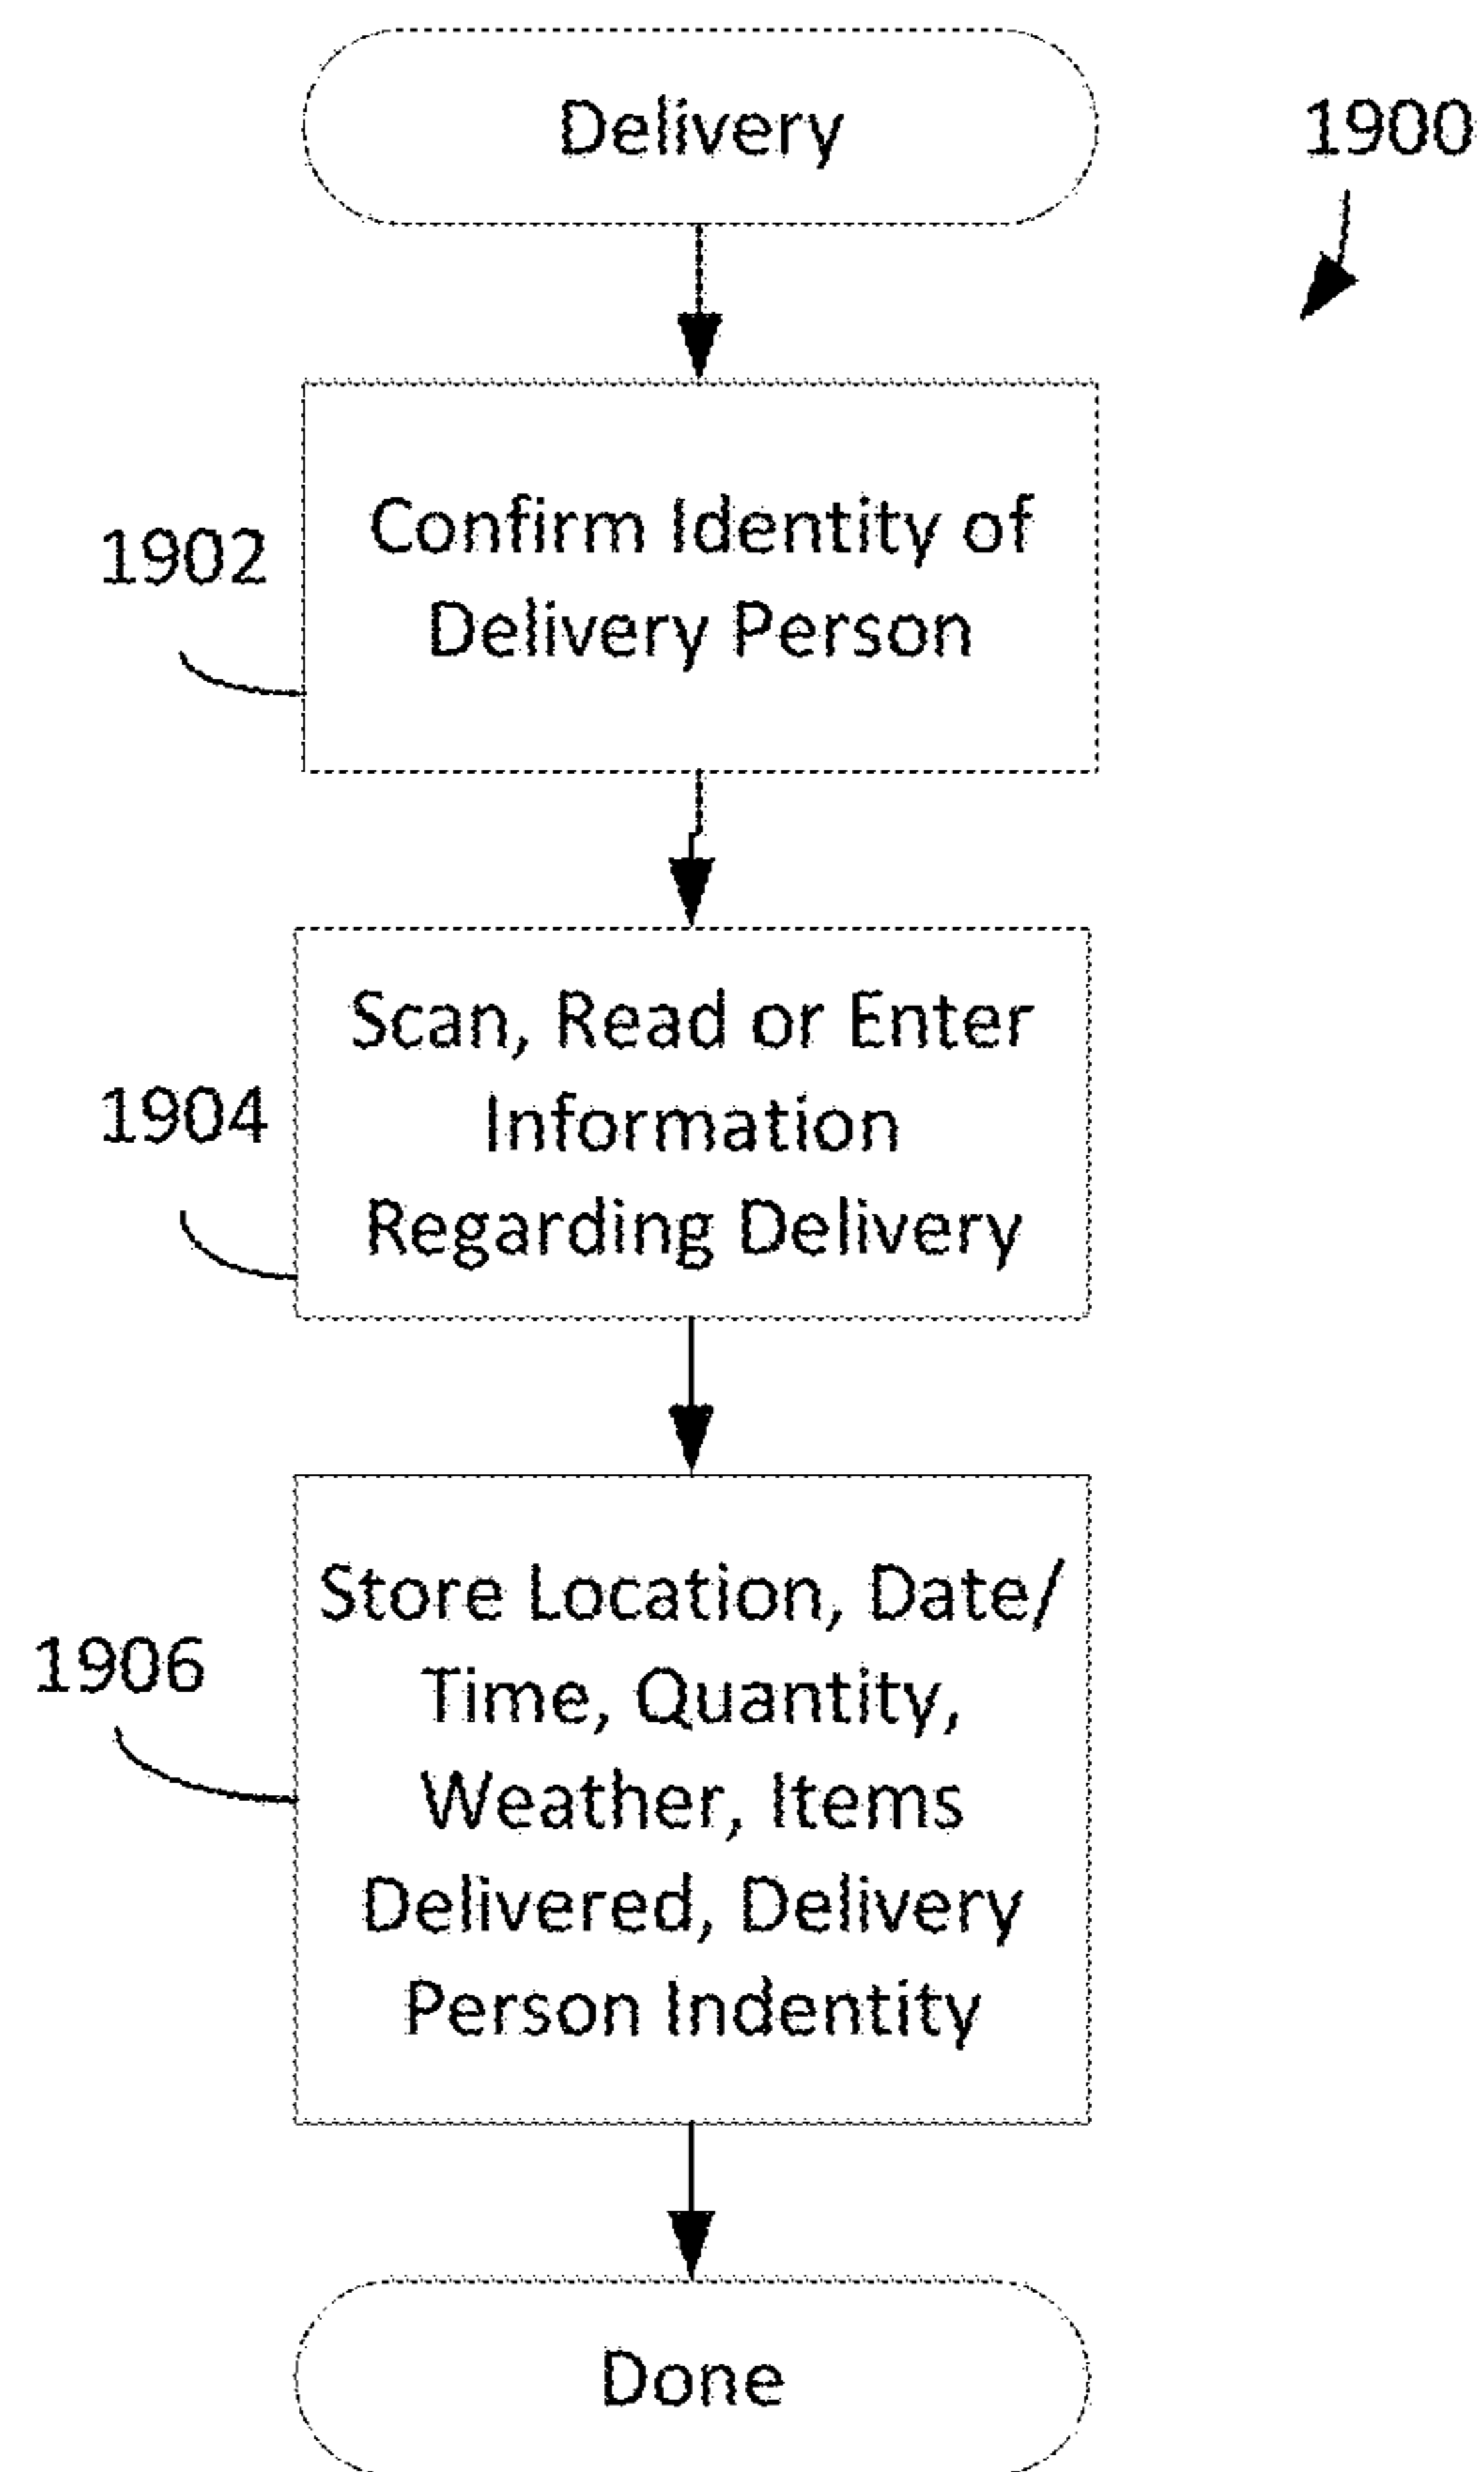 Delivery
1900
1902
Confirm Identity of
Delivery Person
1904
Scan, Read or Enter
Information
Regarding Delivery
1906
Store Location, Date/
Time, Quantity,
Weather, Items
Delivered, Delivery
Person Indentity
Done